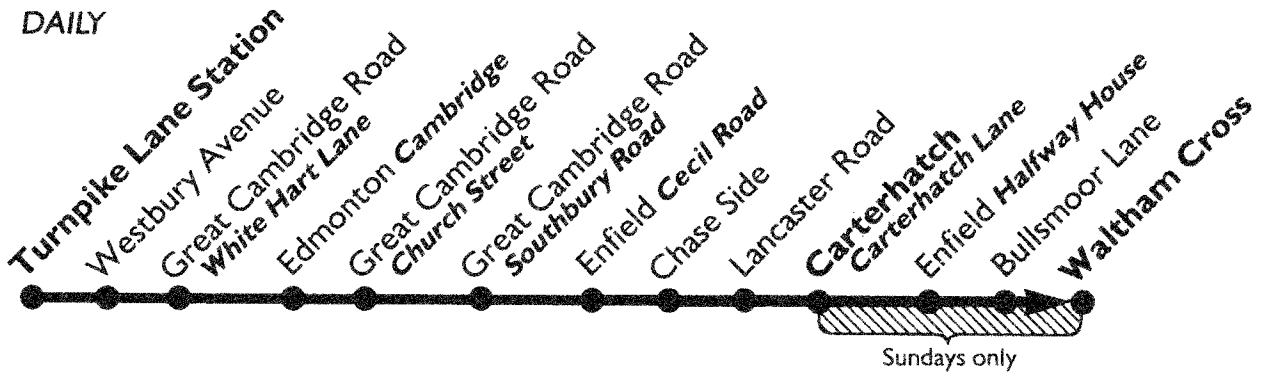 DAILY
Turnpike Lane Station
Westbury Avenue
Great Cambridge Road
White Hart Lane
Edmonton Cambridge
Great Cambridge Road
Church Street
Great Cambridge Road
Southbury Road
Enfield Cecil Road
Chase Side
Lancaster Road
Carterhatch
Carterhatch Lane
Enfield Halfway House
Bullsmoor Lane
Waltham Cross
Sundays only